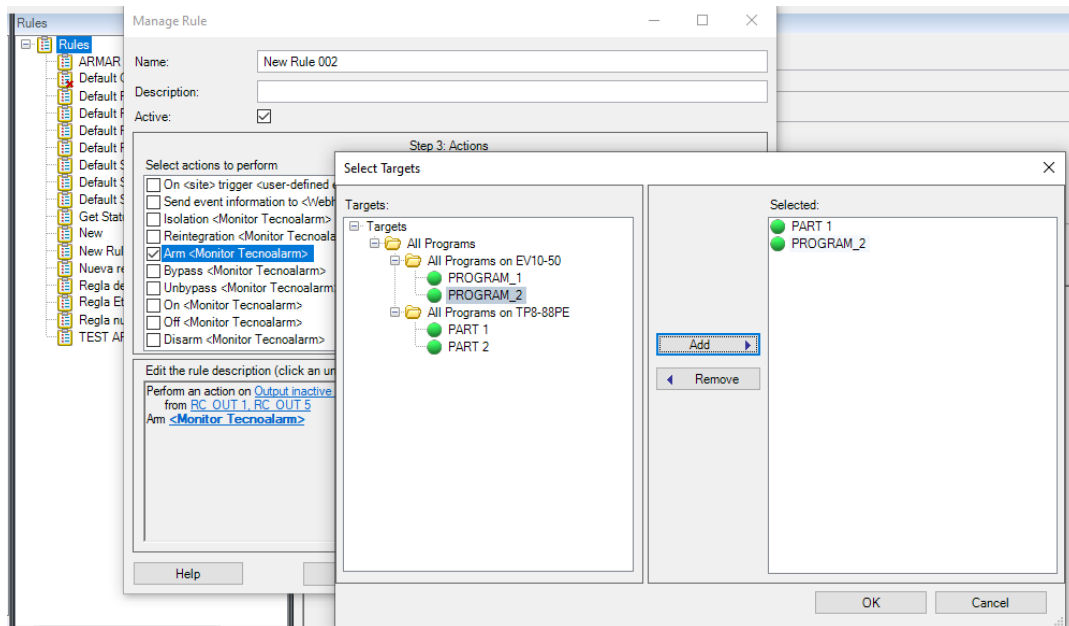 Rules
Rules
ARMAR
Default
Default
Default
Default
Default
Default
Default
Default
Get Stat
New
New Rul
Nueva re
Regla de
Regla Et
Regla nu
TEST AF
Manage Rule
Name:
New Rule 002
Description:
Active:
Step 3: Actions
Select actions to perform
On <site> trigger <user-defined
Send event information to <Webh
Isolation <Monitor Tecnoalarm>
Reintegration <Monitor Tecnoala
Arm <Monitor Tecnoalarm>
Bypass <Monitor Tecnoalarm>
Unbypass <Monitor Tecnoalarm
On <Monitor Tecnoalarm>
Off <Monitor Tecnoalarm>
Disarm <Monitor Tecnoalarm>
Edit the rule description (click an un
Perform an action on Output inactive
from RC_OUT 1, RC_OUT 5
Arm <Monitor Tecnoalarm>
Help
Select Targets
Targets:
Targets
All Programs
All Programs on EV10-50
PROGRAM_1
PROGRAM_2
All Programs on TP8-88PE
PART 1
PART 2
Add
Remove
Selected:
PART 1
PROGRAM_2
OK
Cancel